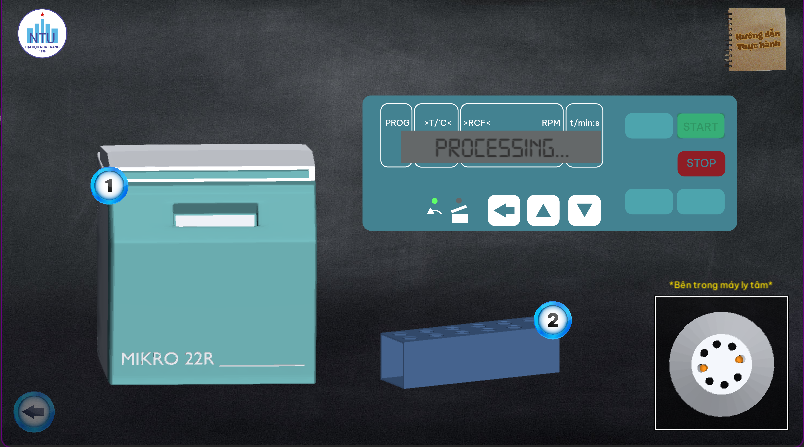 NTU
Hướng dẫn
Thực hành
PROG
>T/°C<
>RCF<
RPM
t/min:s
PROCESSING...
START
STOP
1
2
MIKRO 22R
*Bên trong máy ly tâm*